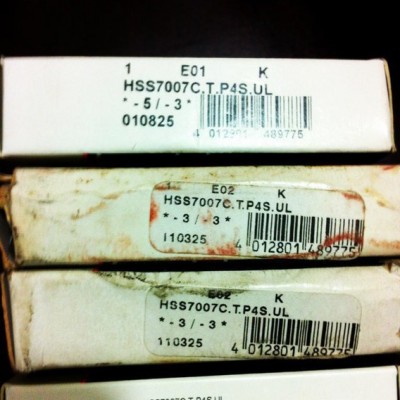 1 E01 K
HSS7007C.T.P4S.UL
* - 5 / - 3 *
010825
4 012801 489775
E02 K
HSS7007C.T.P4S.UL
* - 3 / - 3 *
110325
4 012801 489775
E02 K
HSS7007C.T.P4S.UL
* - 3 / - 3 *
110325
4 012801 489775